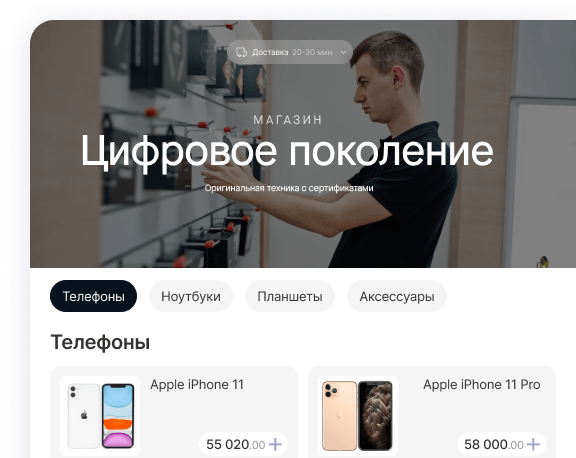 Доставка 20-30 мин
МАГАЗИН
Цифровое поколение
Оригинальная техника с сертификатами
Телефоны Ноутбуки Планшеты Аксессуары
Телефоны
Apple iPhone 11 Apple iPhone 11 Pro
55 020.00 + 58 000.00 +